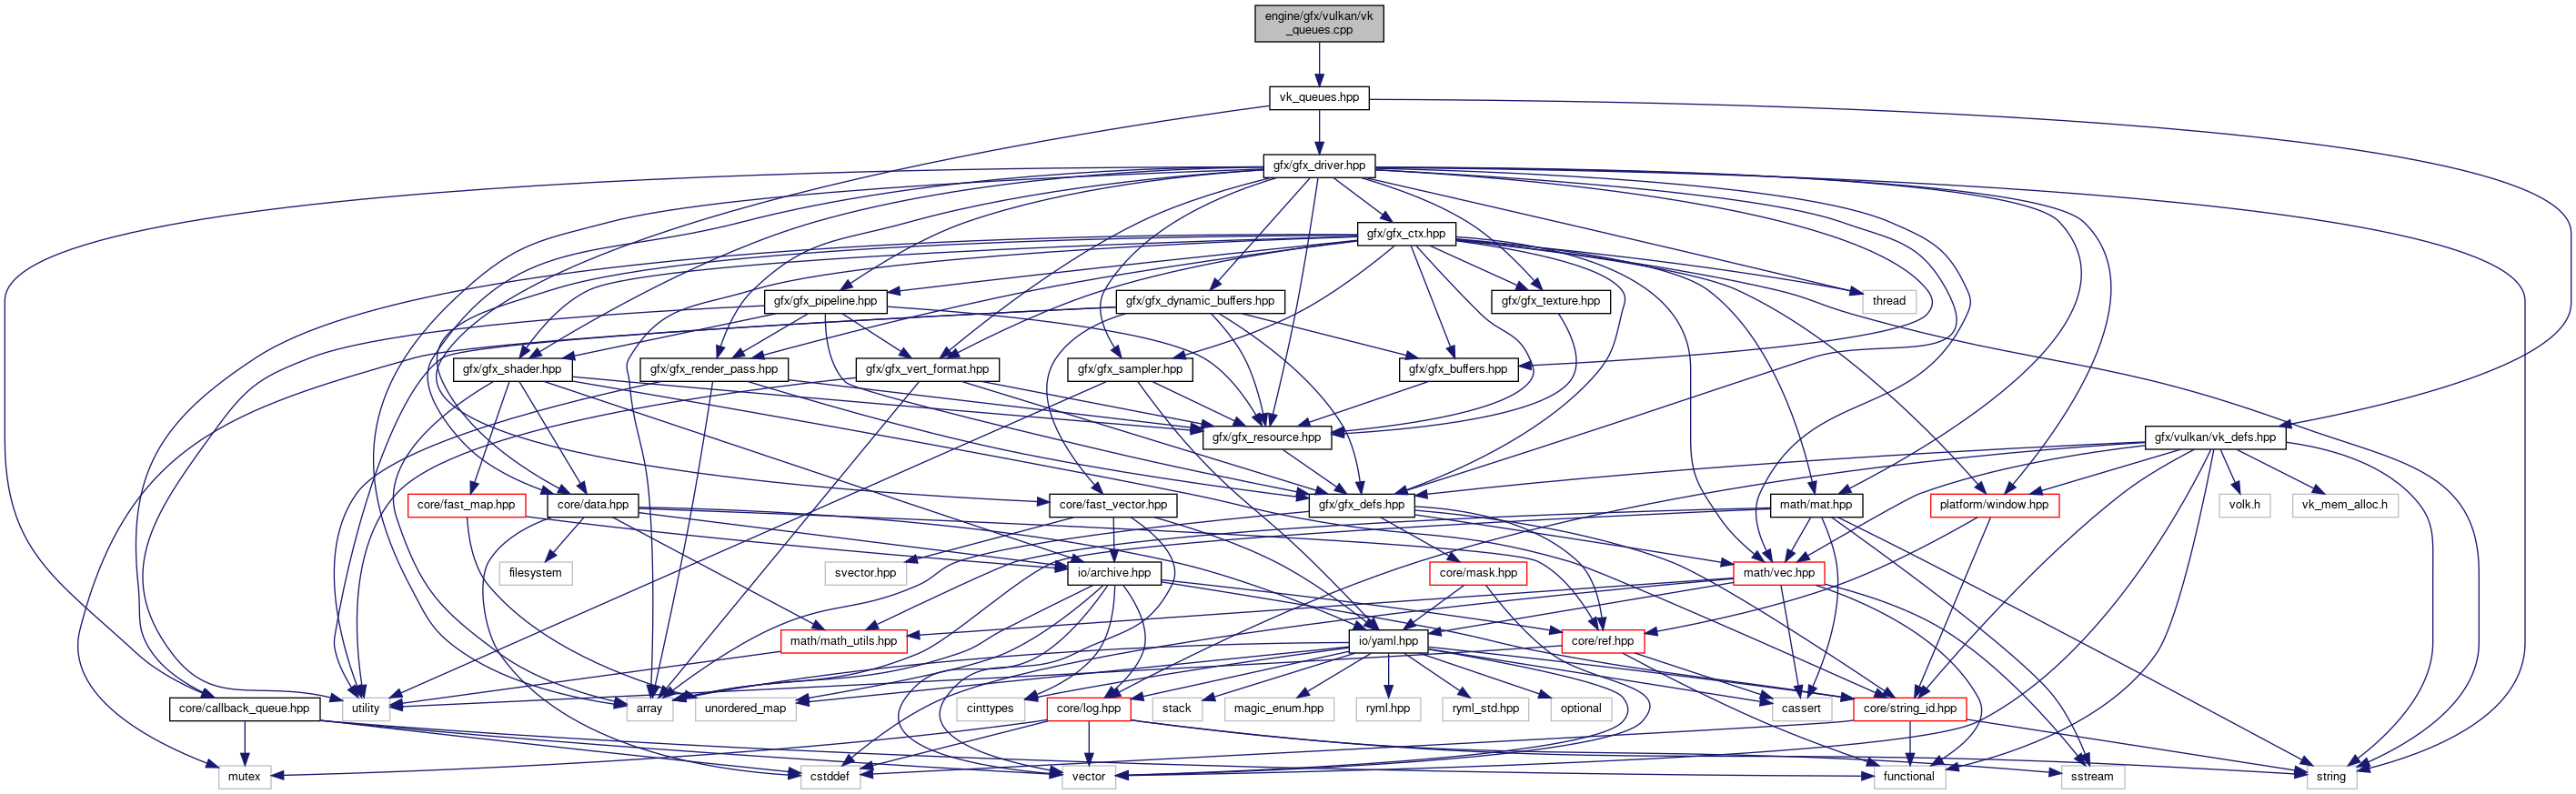 engine/gfx/vulkan/vk
_queues.cpp
vk_queues.hpp
gfx/gfx_driver.hpp
gfx/gfx_ctx.hpp
gfx/gfx_pipeline.hpp
gfx/gfx_dynamic_buffers.hpp
gfx/gfx_texture.hpp
thread
gfx/gfx_shader.hpp
gfx/gfx_render_pass.hpp
gfx/gfx_vert_format.hpp
gfx/gfx_sampler.hpp
gfx/gfx_buffers.hpp
gfx/gfx_resource.hpp
gfx/vulkan/vk_defs.hpp
core/fast_map.hpp
core/data.hpp
core/fast_vector.hpp
gfx/gfx_defs.hpp
math/mat.hpp
platform/window.hpp
volk.h
vk_mem_alloc.h
filesystem
svector.hpp
io/archive.hpp
core/mask.hpp
math/vec.hpp
math/math_utils.hpp
io/yaml.hpp
core/ref.hpp
core/callback_queue.hpp
utility
array
unordered_map
cinttypes
core/log.hpp
stack
magic_enum.hpp
ryml.hpp
ryml_std.hpp
optional
cassert
core/string_id.hpp
mutex
cstddef
vector
functional
sstream
string